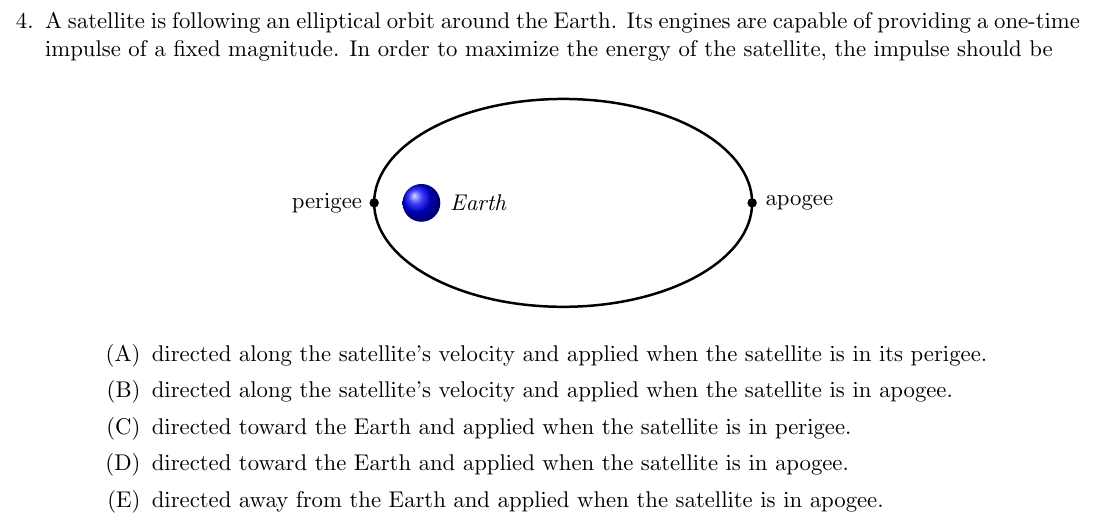 4. A satellite is following an elliptical orbit around the Earth. Its engines are capable of providing a one-time
impulse of a fixed magnitude. In order to maximize the energy of the satellite, the impulse should be
perigee
Earth
apogee
(A) directed along the satellite's velocity and applied when the satellite is in its perigee.
(B) directed along the satellite's velocity and applied when the satellite is in apogee.
(C) directed toward the Earth and applied when the satellite is in perigee.
(D) directed toward the Earth and applied when the satellite is in apogee.
(E) directed away from the Earth and applied when the satellite is in apogee.